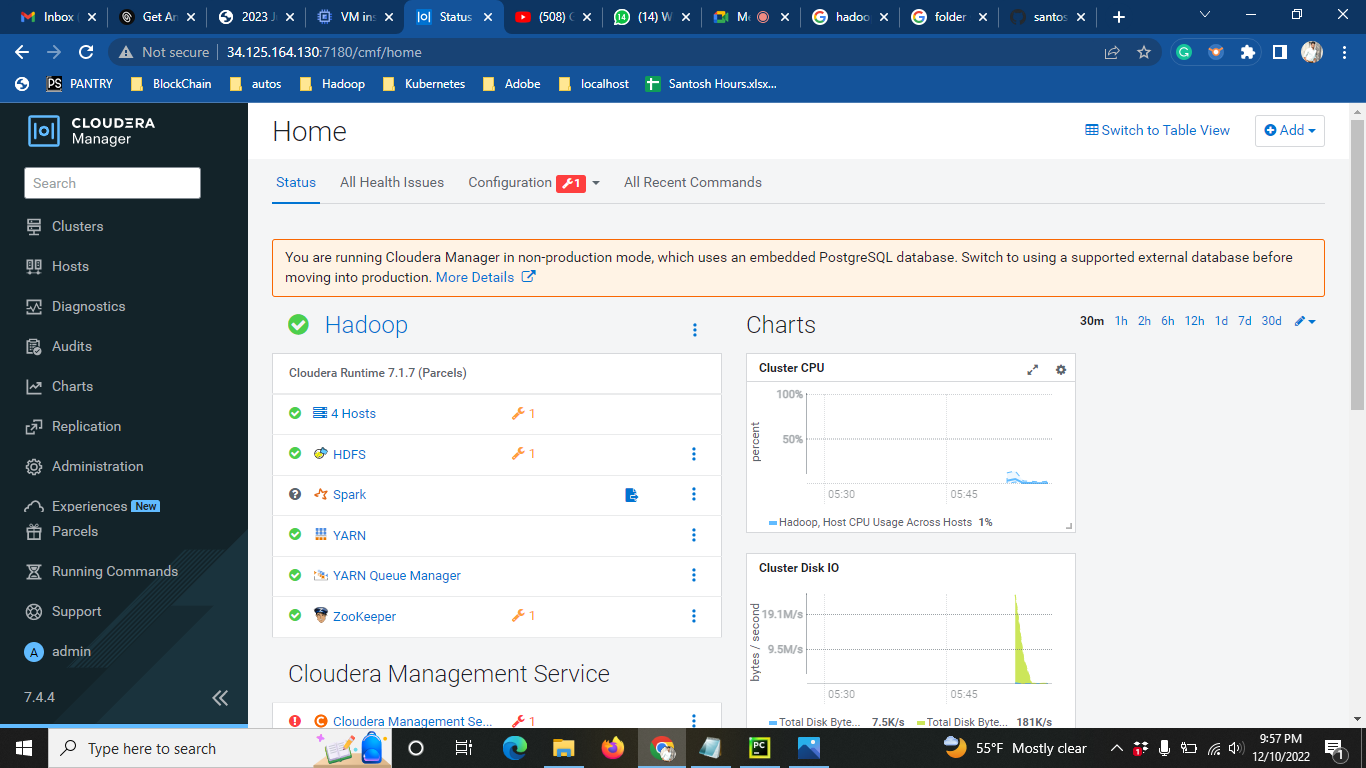 Inbox (
Get An
2023 J
VM ins
Status
(508)
(14) W
Me
hadoo
folder
santos
Not secure
34.125.164.130:7180/cmf/home
PANTRY
BlockChain
autos
Hadoop
Kubernetes
Adobe
localhost
Santosh Hours.xlsx...
CLOUDERA
Manager
Search
Clusters
Hosts
Diagnostics
Audits
Charts
Replication
Administration
Experiences New
Parcels
Running Commands
Support
A admin
7.4.4
Home
Switch to Table View
Add
Status
All Health Issues
Configuration 1
All Recent Commands
You are running Cloudera Manager in non-production mode, which uses an embedded PostgreSQL database. Switch to using a supported external database before
moving into production. More Details
Hadoop
Cloudera Runtime 7.1.7 (Parcels)
4 Hosts 1
HDFS 1
Spark
YARN
YARN Queue Manager
ZooKeeper 1
Cloudera Management Service
Cloudera Management Se... 1
Charts
30m 1h 2h 6h 12h 1d 7d 30d
Cluster CPU
percent
100%
50%
05:30 05:45
Hadoop, Host CPU Usage Across Hosts 1%
Cluster Disk IO
bytes / second
19.1M/s
9.5M/s
05:30 05:45
Total Disk Byte... 7.5K/s Total Disk Byte... 181K/s
Type here to search
PC
55°F Mostly clear
9:57 PM
12/10/2022
1